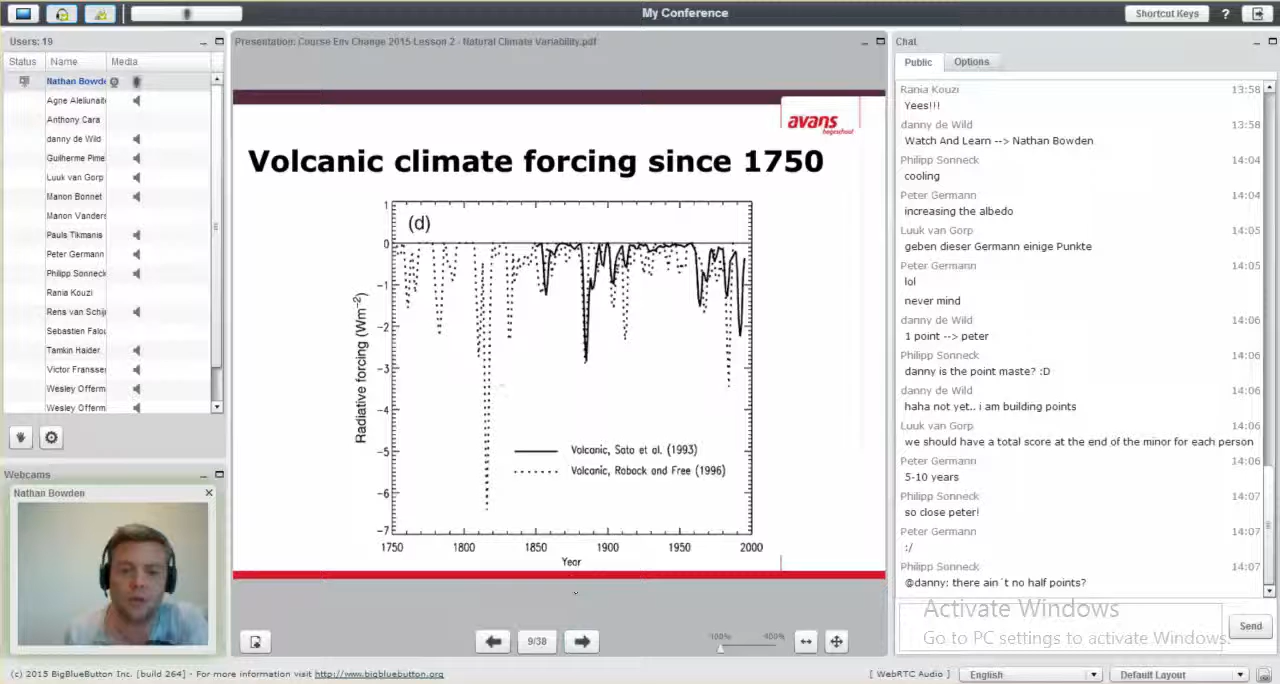 My Conference
Shortcut Keys
?
Users: 19
Status Name Media
Nathan Bowde
Agne Aleliunait
Anthony Cara
danny de Wild
Guilherme Pime
Luuk van Gorp
Manon Bonnet
Manon Vanders
Pauls Tikmanis
Peter Germann
Philipp Sonneck
Rania Kouzi
Rens van Schij
Sebastien Falou
Tamkin Haider
Victor Franssen
Wesley Offerm
Wesley Offerm
Webcams
Nathan Bowden
Presentation: Course Env Change 2015 Lesson 2 - Natural Climate Variability.pdf
avans
hogeschool
Volcanic climate forcing since 1750
(d)
Radiative forcing (Wm⁻²)
1
0
-1
-2
-3
-4
-5
-6
-7
Volcanic, Sato et al. (1993)
Volcanic, Robock and Free (1996)
1750 1800 1850 1900 1950 2000
Year
9/38
100% 400%
Chat
Public Options
Rania Kouzi 13:58
Yees!!!
danny de Wild 13:58
Watch And Learn --> Nathan Bowden
Philipp Sonneck 14:04
cooling
Peter Germann 14:04
increasing the albedo
Luuk van Gorp 14:05
geben dieser Germann einige Punkte
Peter Germann 14:05
lol
never mind
danny de Wild 14:06
1 point --> peter
Philipp Sonneck 14:06
danny is the point maste? :D
danny de Wild 14:06
haha not yet.. i am building points
Luuk van Gorp 14:06
we should have a total score at the end of the minor for each person
Peter Germann 14:06
5-10 years
Philipp Sonneck 14:07
so close peter!
Peter Germann 14:07
:/
Philipp Sonneck 14:07
@danny: there ain´t no half points?
Activate Windows
Go to PC settings to activate Windows.
Send
(c) 2015 BigBlueButton Inc. [build 264] - For more information visit http://www.bigbluebutton.org
[ WebRTC Audio ]
English
Default Layout